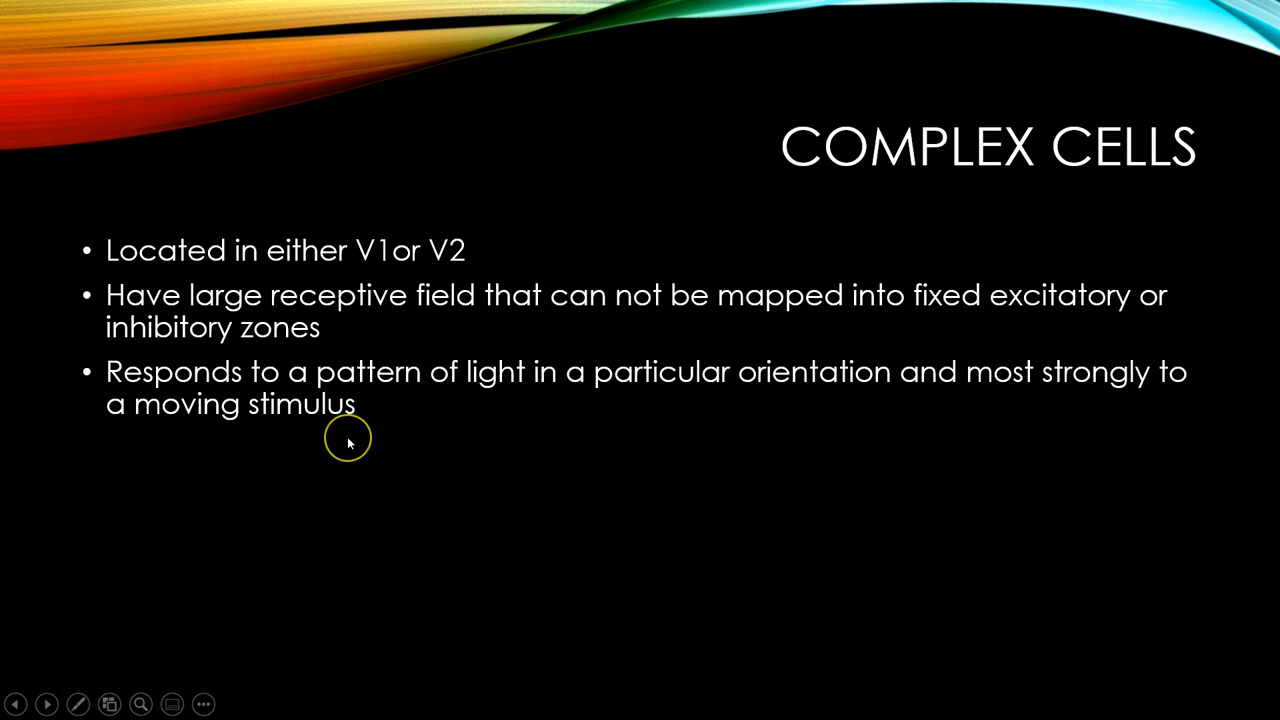 COMPLEX CELLS
• Located in either V1or V2
• Have large receptive field that can not be mapped into fixed excitatory or
inhibitory zones
• Responds to a pattern of light in a particular orientation and most strongly to
a moving stimulus